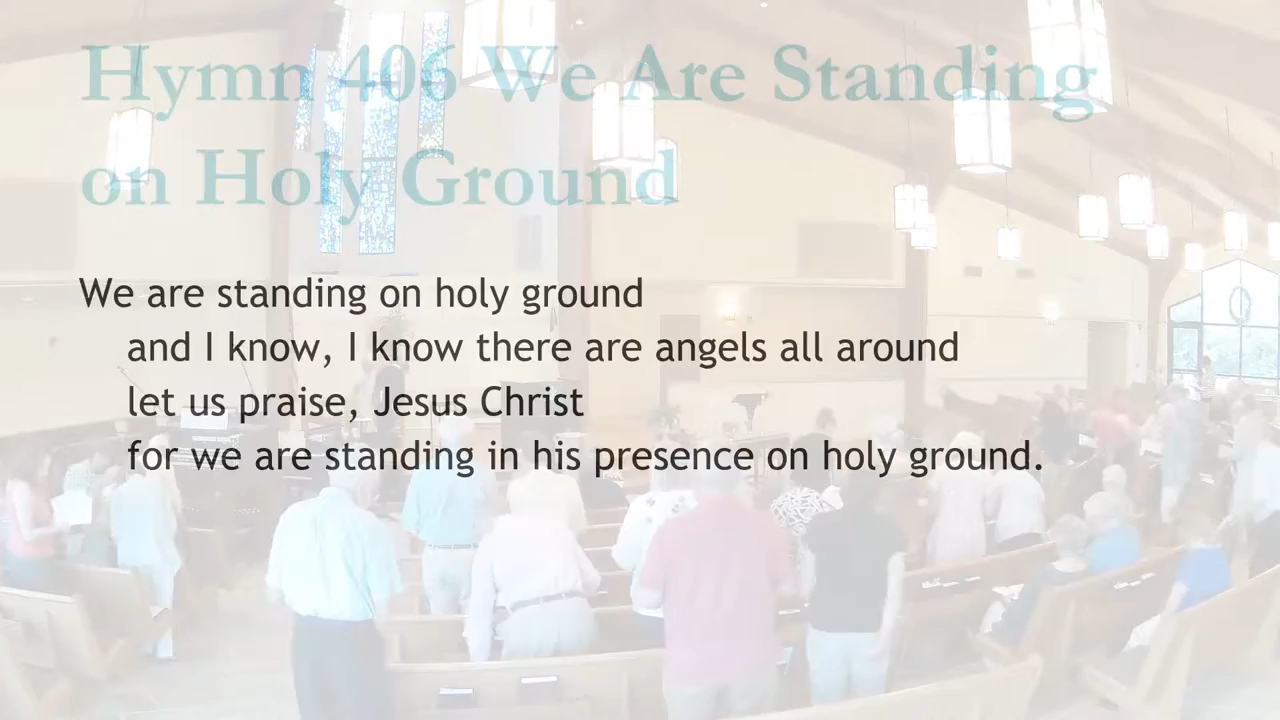 Hymn 406 We Are Standing
on Holy Ground
We are standing on holy ground
and I know, I know there are angels all around
let us praise, Jesus Christ
for we are standing in his presence on holy ground.